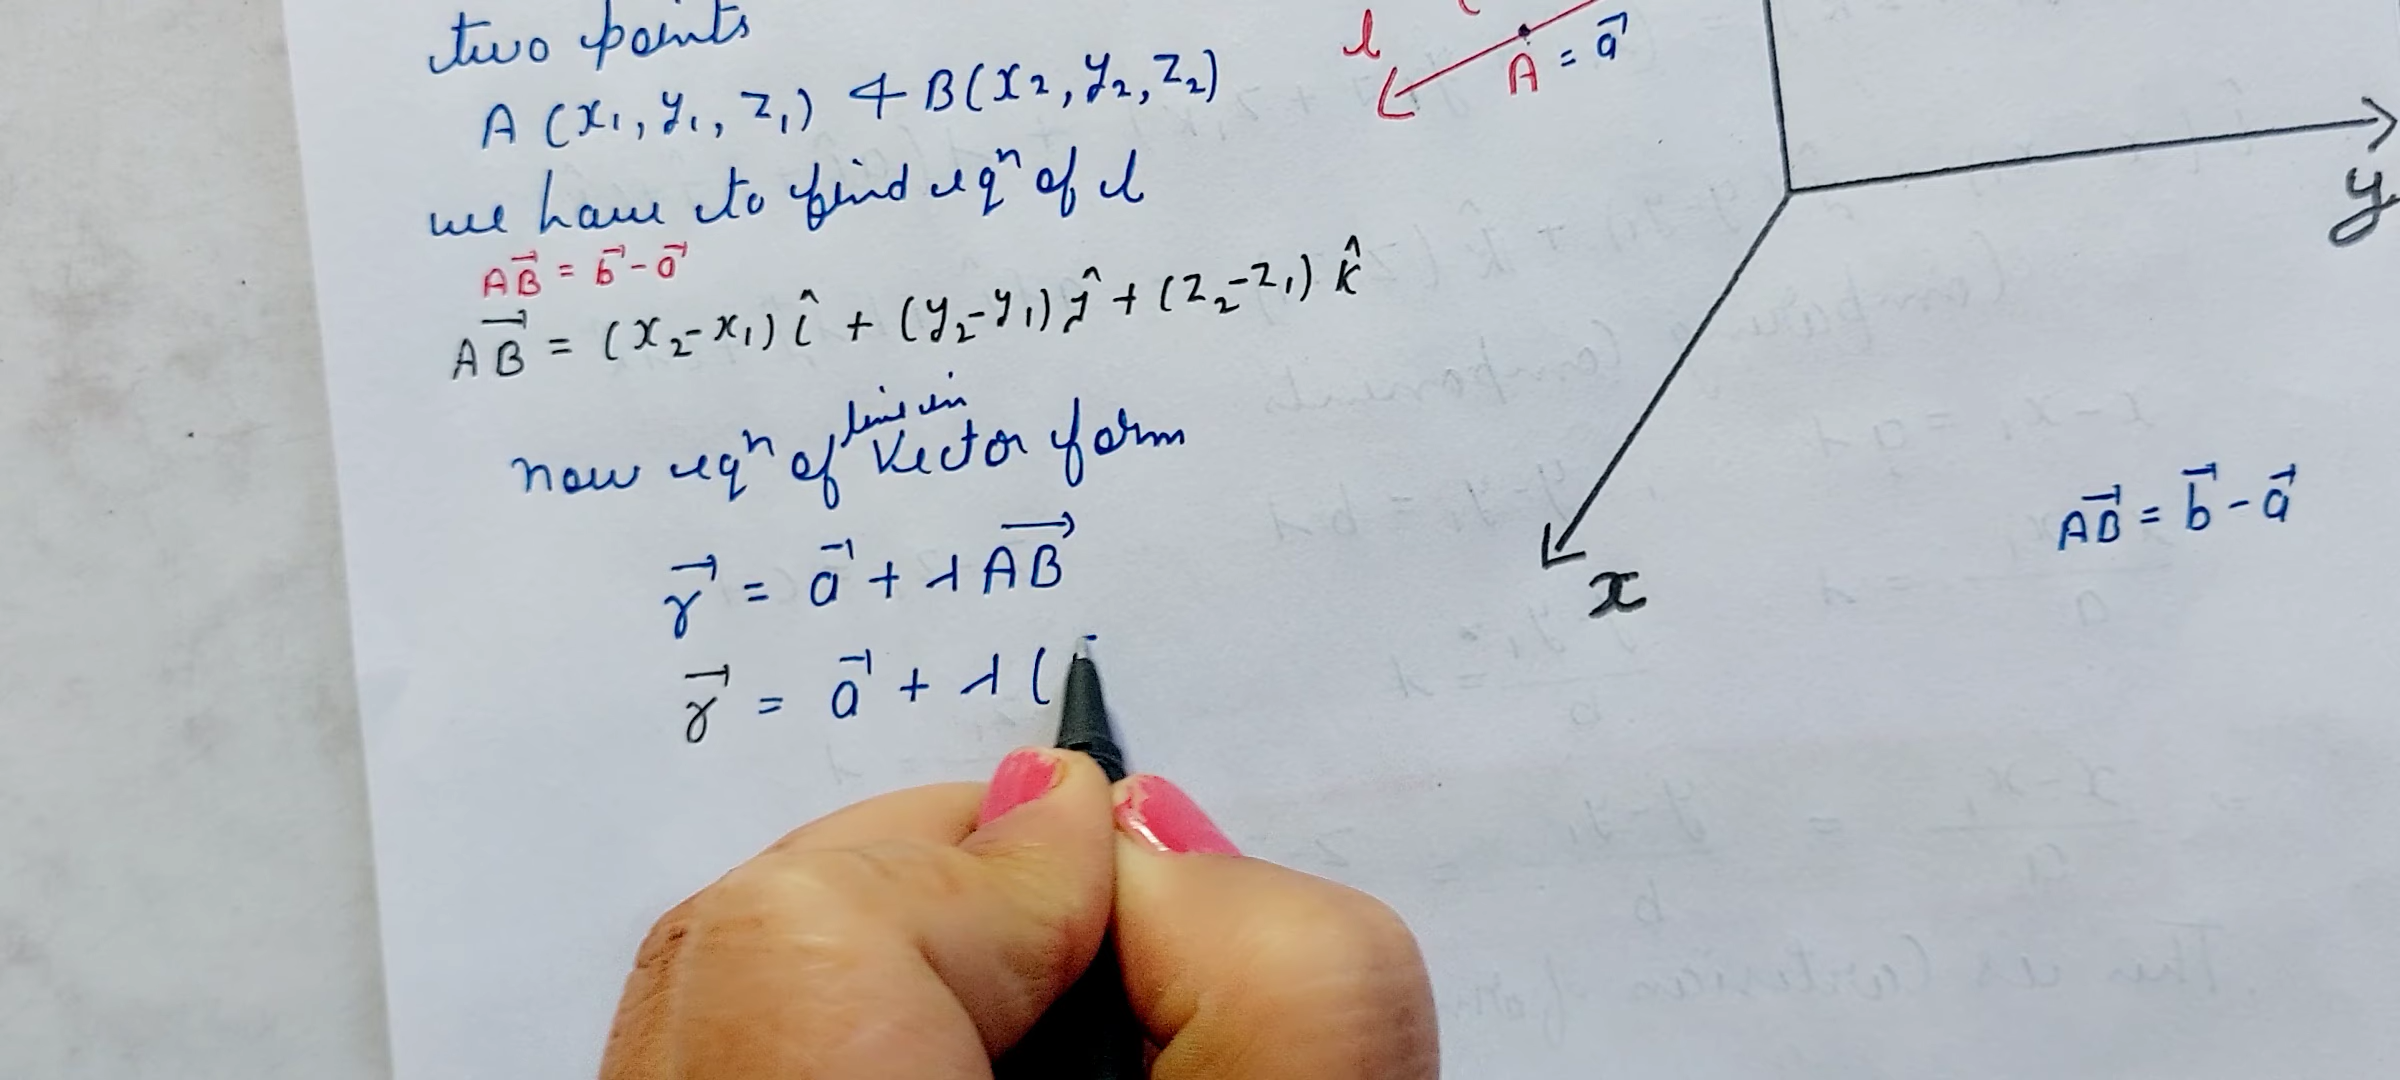 two points
A (x₁, y₁, z₁) & B(x₂, y₂, z₂)
we have to find eqⁿ of l
AB⃗ = b⃗ - a⃗
AB⃗ = (x₂-x₁) î + (y₂-y₁) ĵ + (z₂-z₁) k̂
now eqⁿ of line in Vector form
r⃗ = a⃗ + λ AB⃗
r⃗ = a⃗ + λ (
l
A = a⃗
y
x
AB⃗ = b⃗ - a⃗